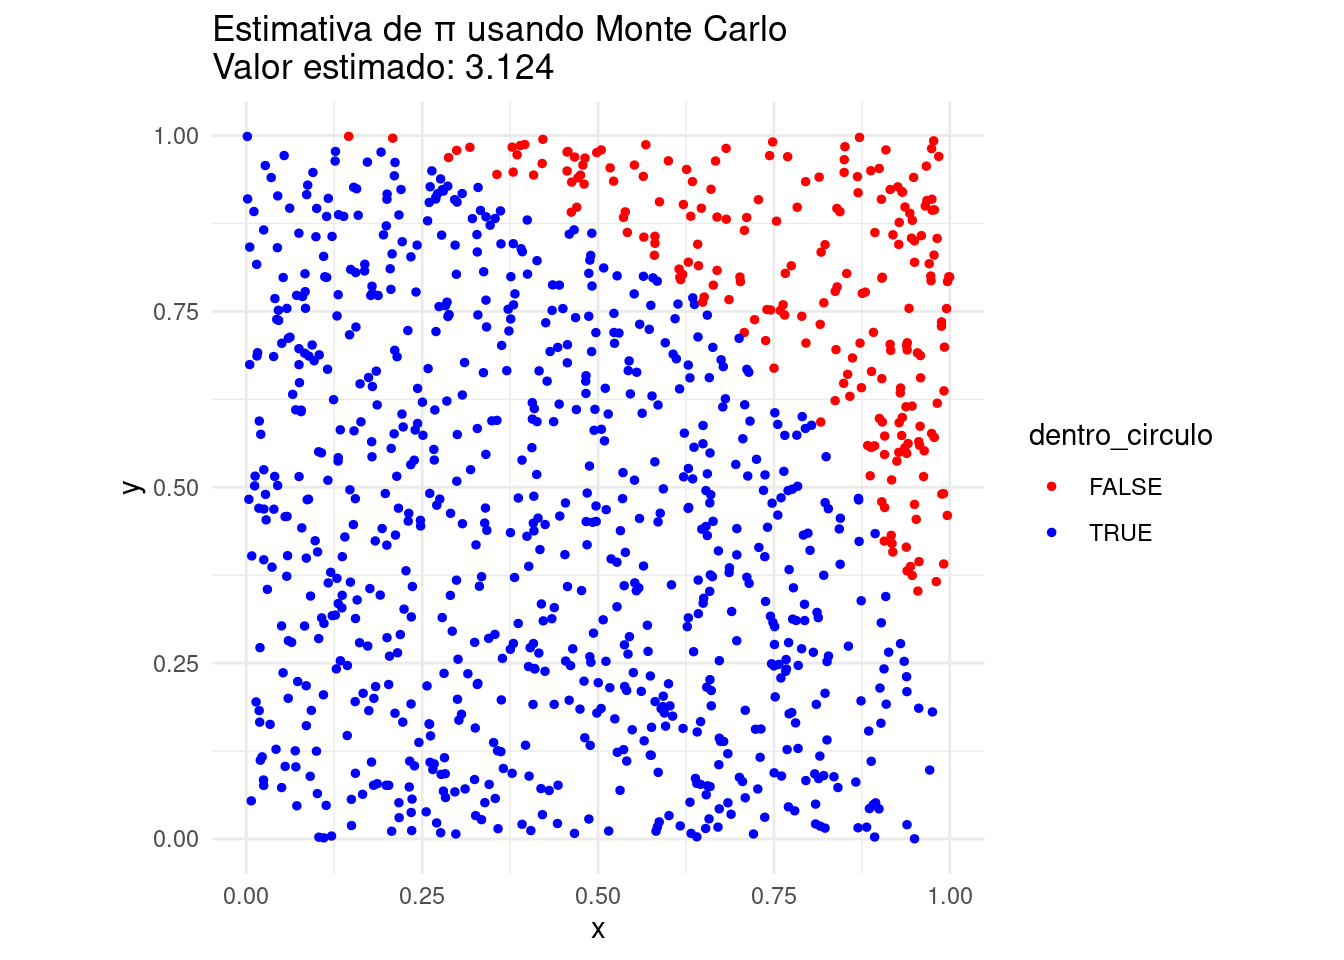 Estimativa de π usando Monte Carlo
Valor estimado: 3.124
1.00
0.75
y
0.50
0.25
0.00
0.00 0.25 0.50 0.75 1.00
x
dentro_circulo
FALSE
TRUE